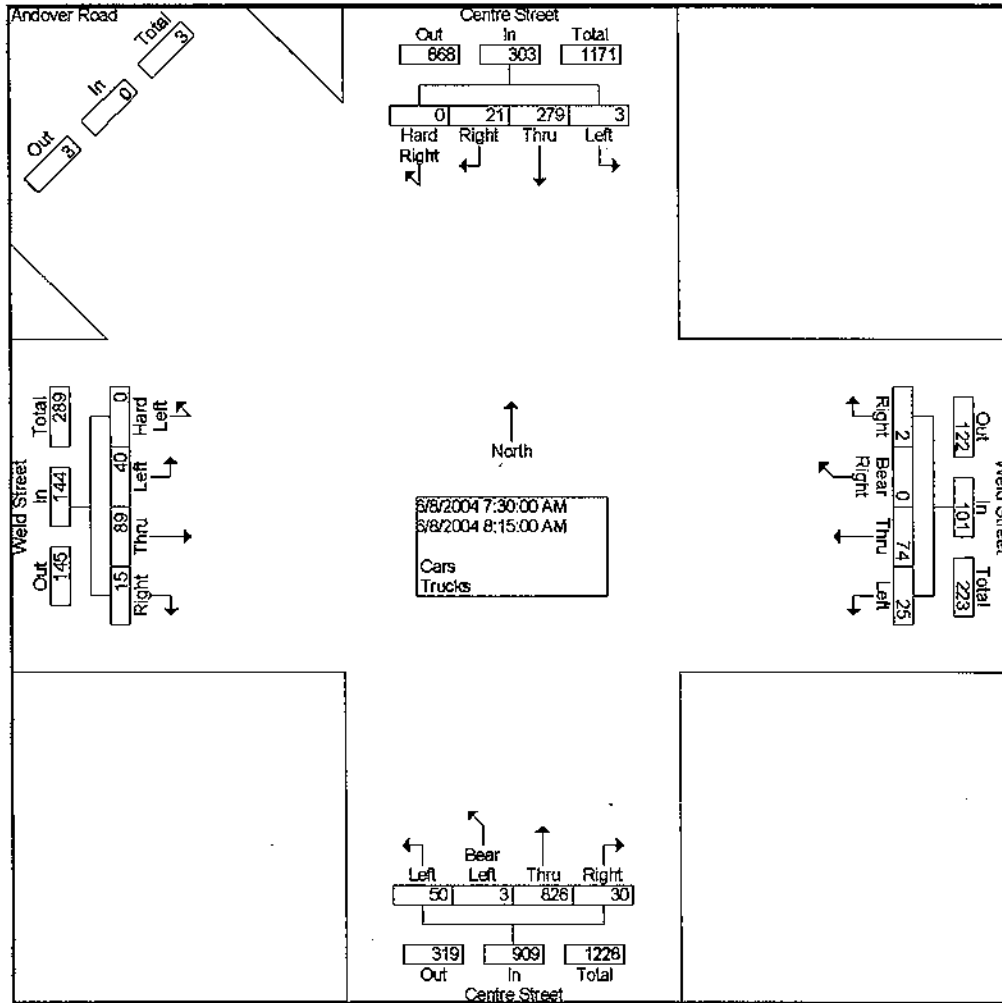 Andover Road
Total
3
In
0
Out
3
Centre Street
Out In Total
868 303 1171
0 21 279 3
Hard Right Right Thru Left
Weld Street
Total 289
In 144
Out 145
0 Hard Left
40 Left
89 Thru
15 Right
North
6/8/2004 7:30:00 AM
6/8/2004 8:15:00 AM
Cars
Trucks
Right 2
Bear Right 0
Thru 74
Left 25
Out 122
In 101
Total 223
Weld Street
Left Bear Left Thru Right
50 3 826 30
319 909 1228
Out In Total
Centre Street